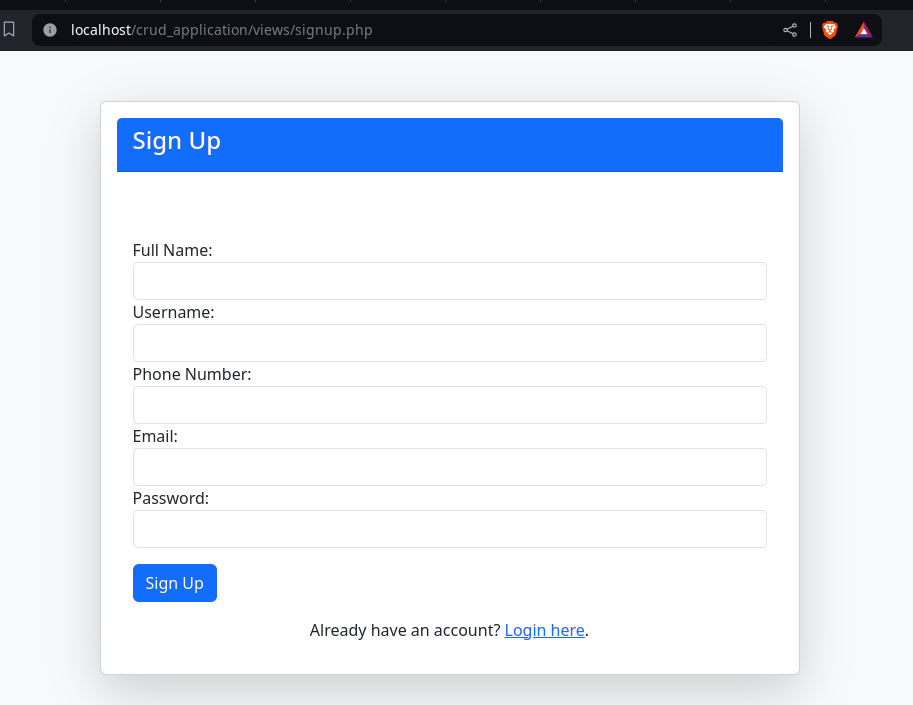 localhost/crud_application/views/signup.php
Sign Up
Full Name:
Username:
Phone Number:
Email:
Password:
Sign Up
Already have an account? Login here.